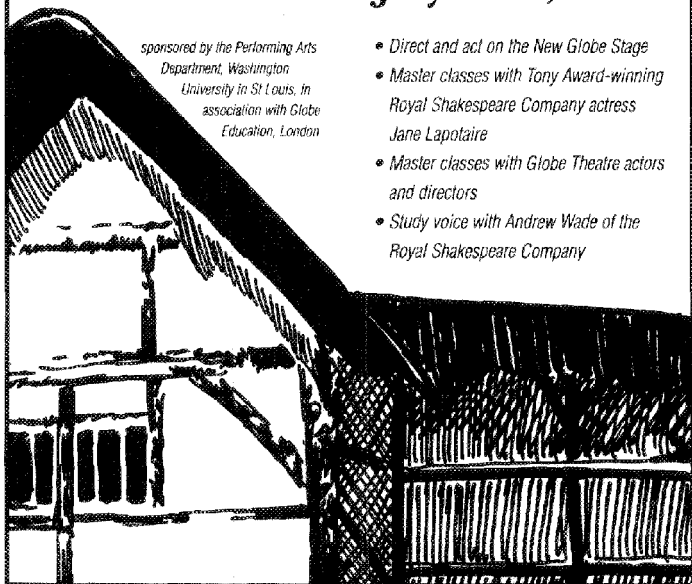 sponsored by the Performing Arts
Department, Washington
University in St Louis, in
association with Globe
Education, London
• Direct and act on the New Globe Stage
• Master classes with Tony Award-winning
Royal Shakespeare Company actress
Jane Lapotaire
• Master classes with Globe Theatre actors
and directors
• Study voice with Andrew Wade of the
Royal Shakespeare Company